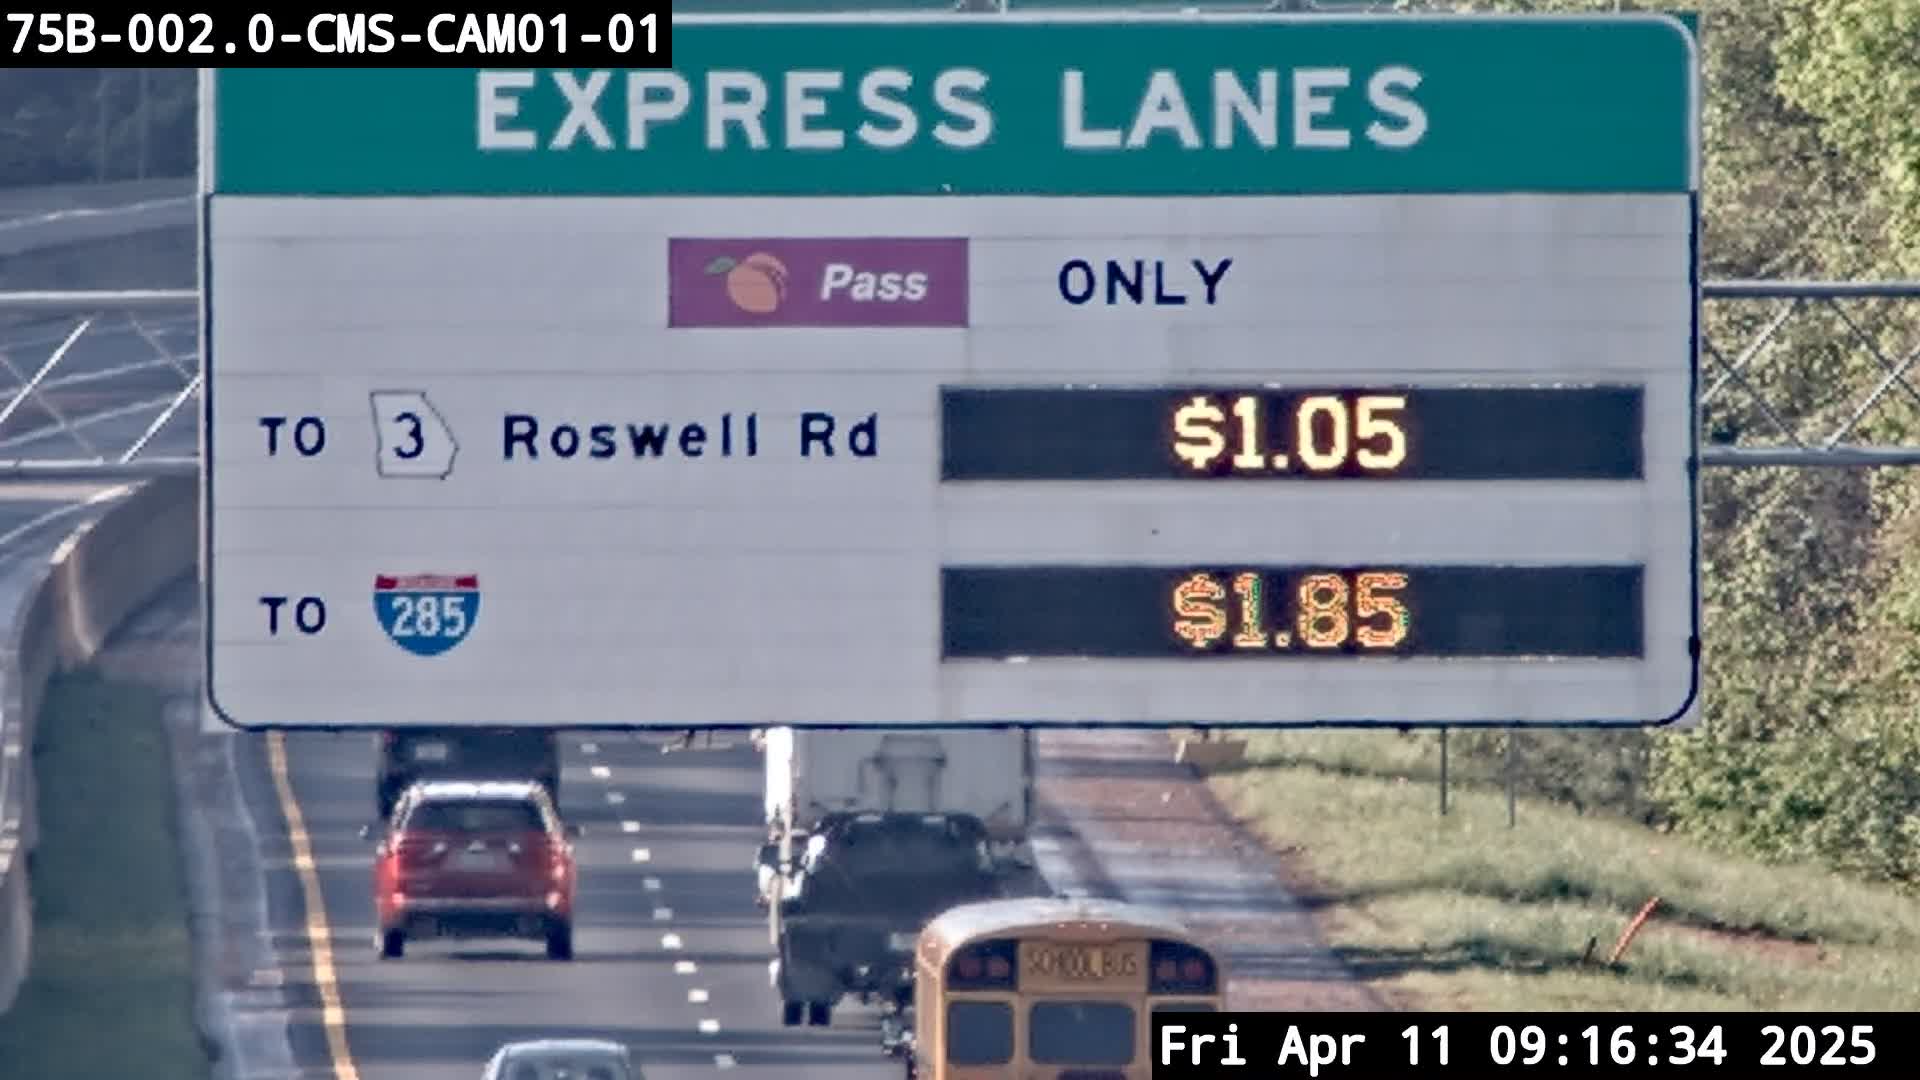 75B-002.0-CMS-CAM01-01
EXPRESS LANES
Pass ONLY
TO 3 Roswell Rd $1.05
TO 285 $1.85
SCHOOL BUS
Fri Apr 11 09:16:34 2025